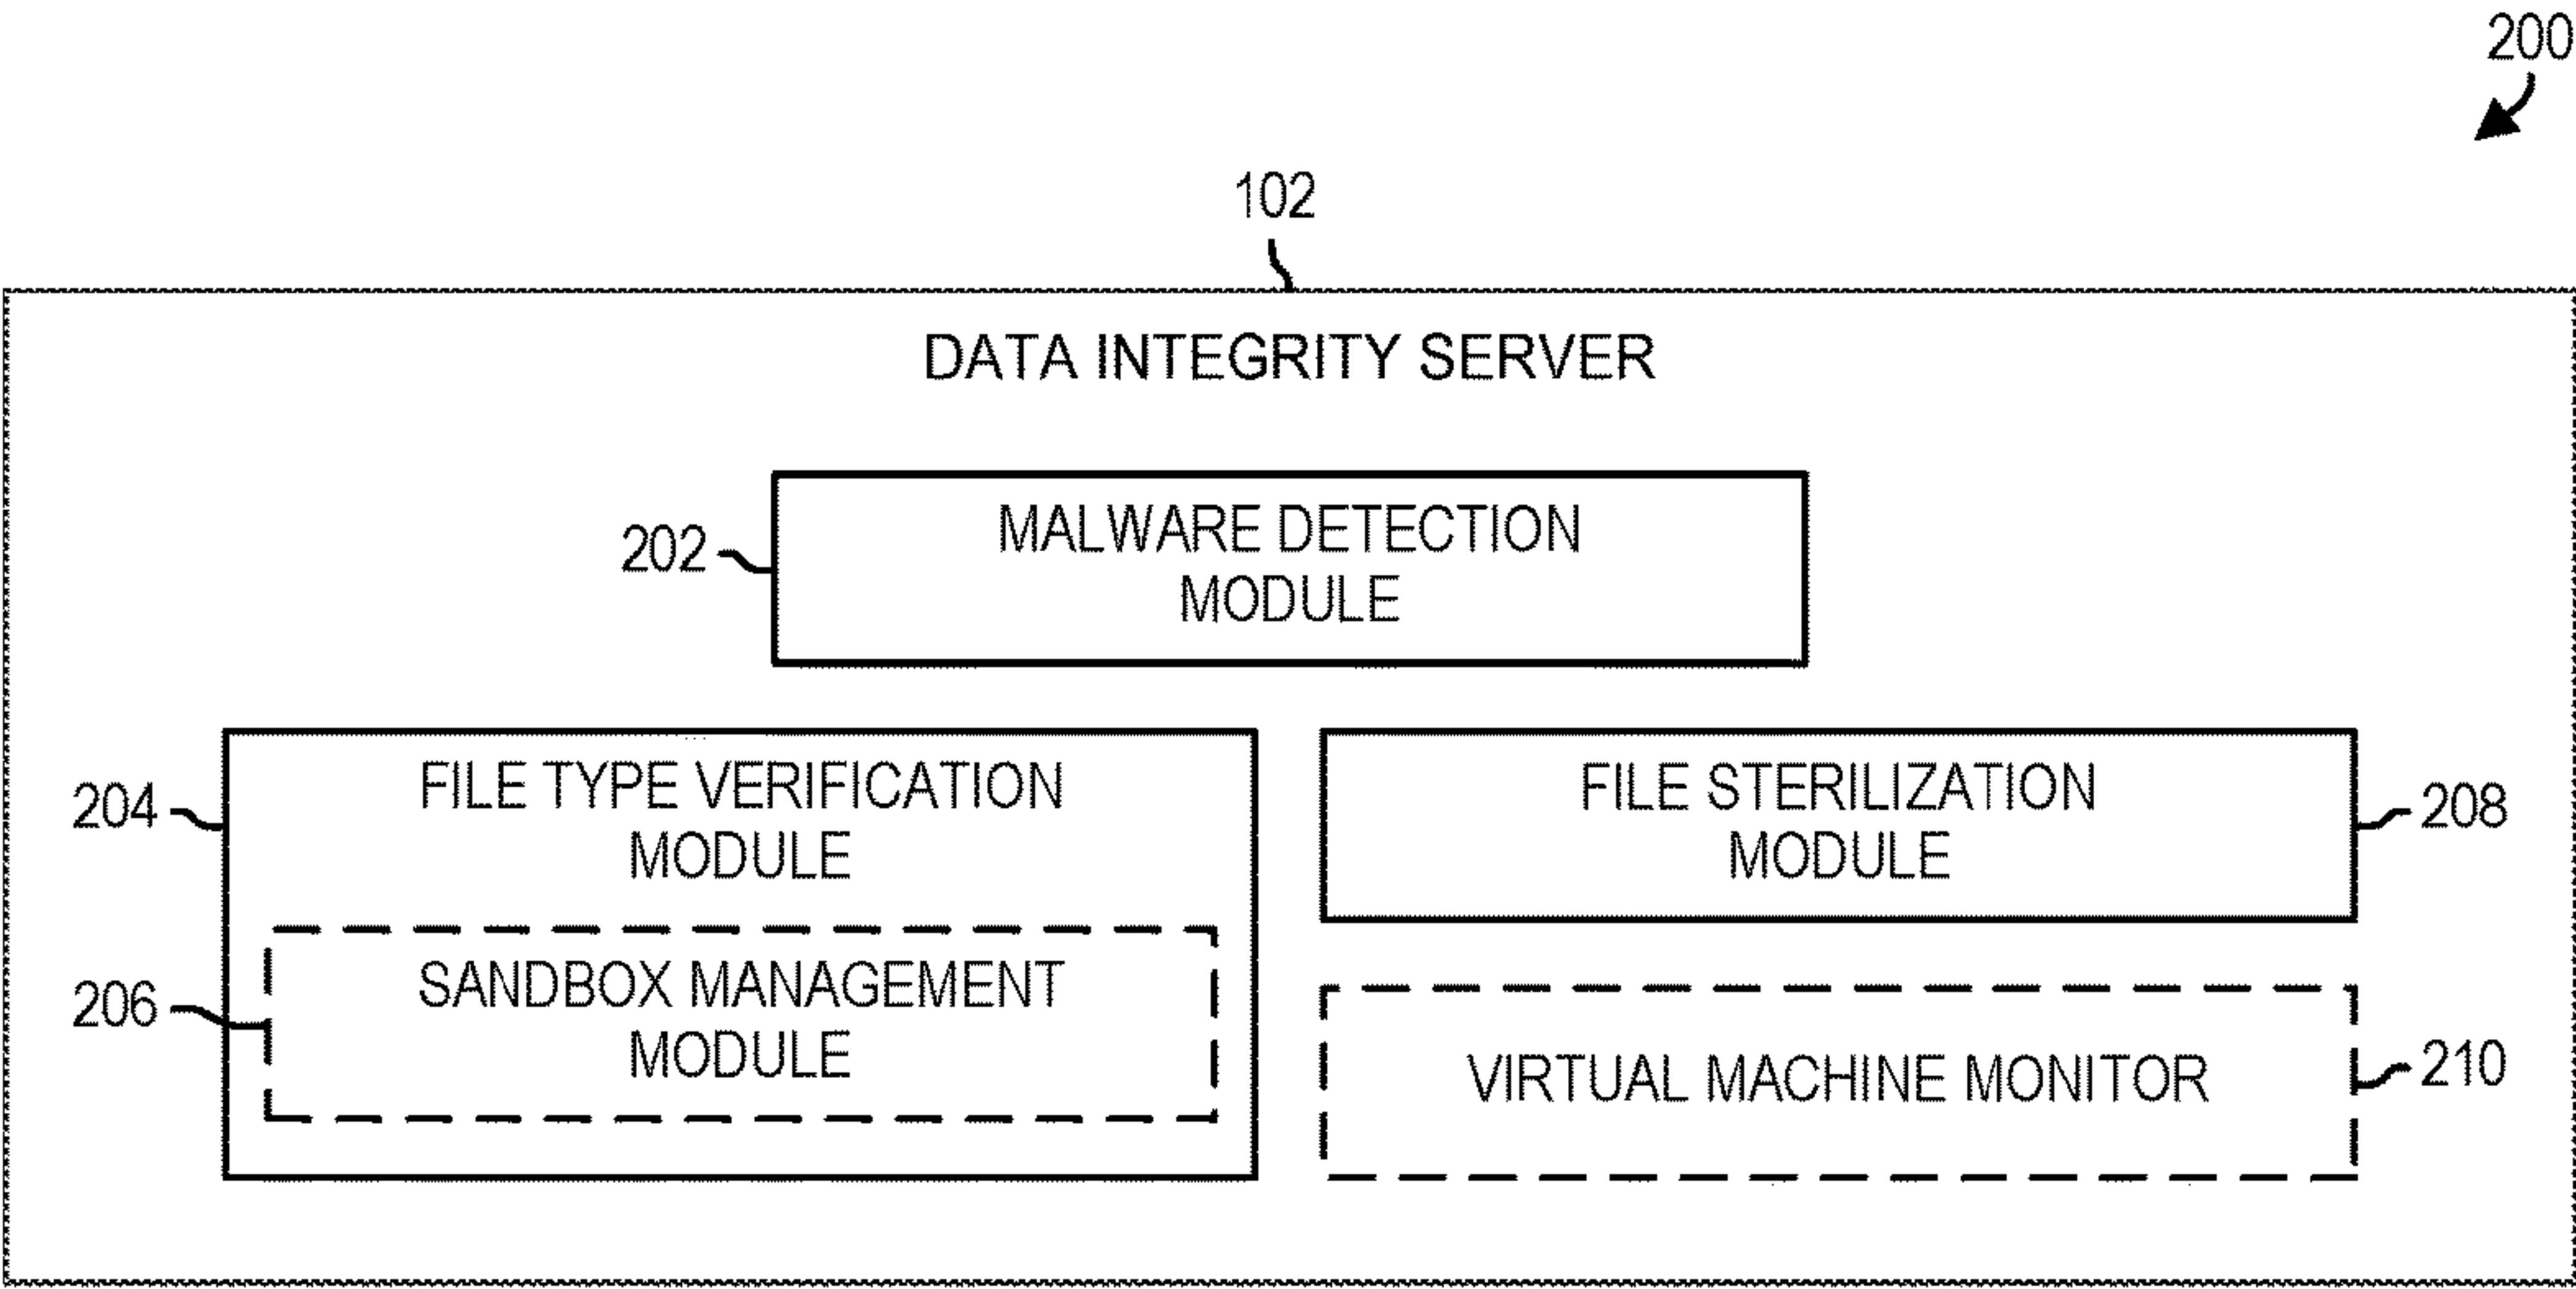 200
102
DATA INTEGRITY SERVER
202
MALWARE DETECTION
MODULE
204
FILE TYPE VERIFICATION
MODULE
206
SANDBOX MANAGEMENT
MODULE
FILE STERILIZATION
MODULE
208
VIRTUAL MACHINE MONITOR
210